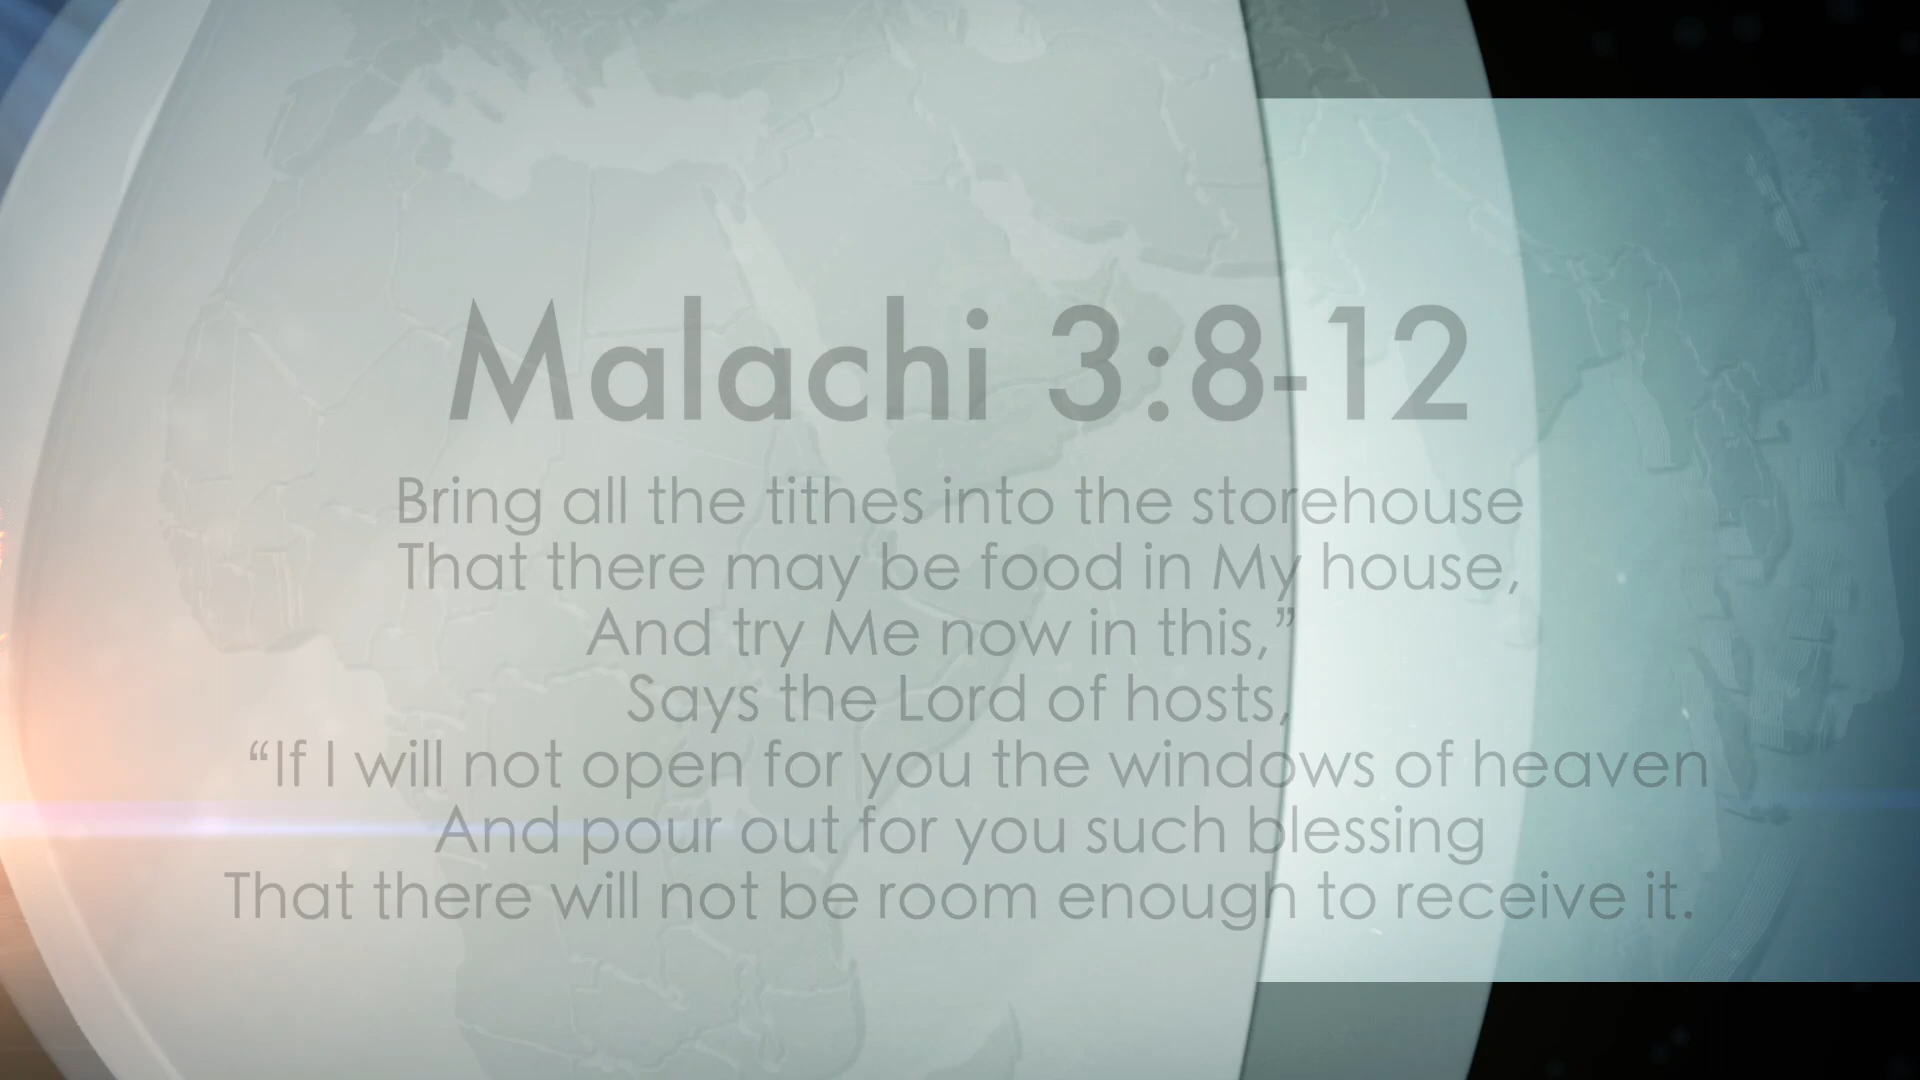 Malachi 3:8-12
Bring all the tithes into the storehouse
That there may be food in My house,
And try Me now in this,”
Says the Lord of hosts,
“If I will not open for you the windows of heaven
And pour out for you such blessing
That there will not be room enough to receive it.